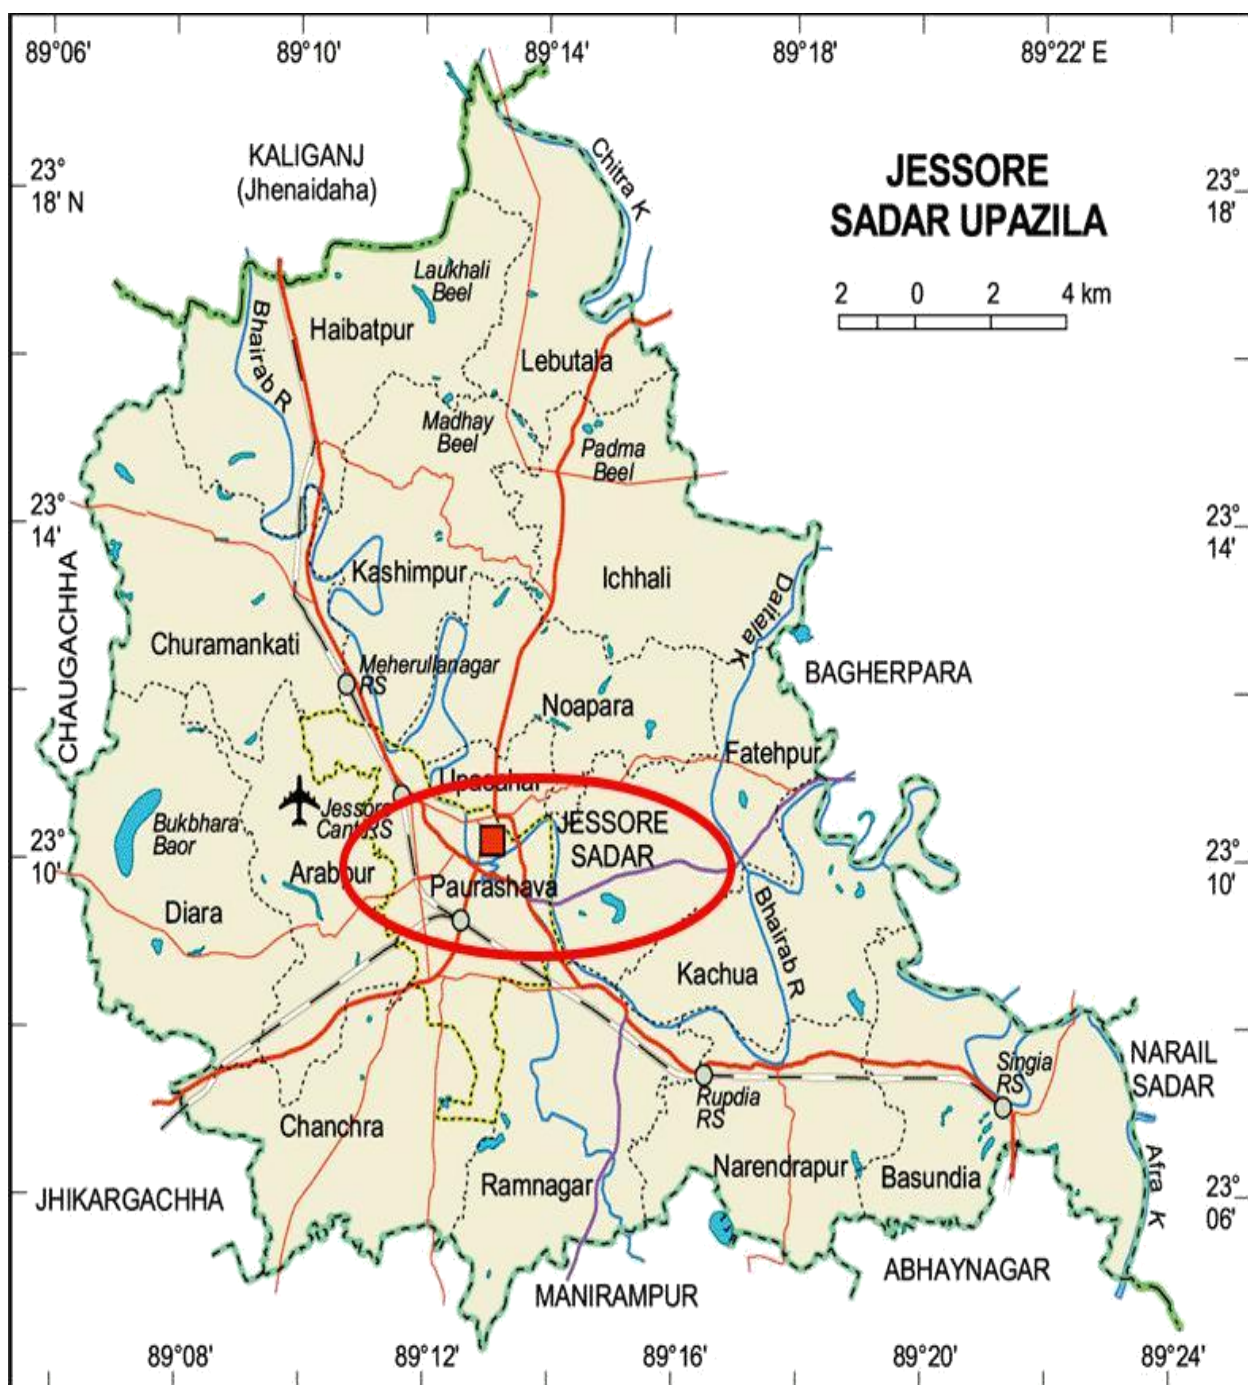 89°06'
89°10'
89°14'
89°18'
89°22' E
KALIGANJ
(Jhenaidaha)
JESSORE
SADAR UPAZILA
23°
18' N
23°
18'
Chitra K
2 0 2 4 km
Laukhali
Beel
Bhairab R
Haibatpur
Lebutala
Madhay
Beel
Padma
Beel
23°
14'
23°
14'
CHAUGACHHA
Kashimpur
Ichhali
Daitala K
Churamankati
Meherullanagar
RS
BAGHERPARA
Noapara
Fatehpur
Upasahar
Bukbhara
Baor
Jessore
Cant RS
JESSORE
SADAR
23°
10'
23°
10'
Arabpur
Paurashava
Diara
Bhairab R
Kachua
Singia
RS
NARAIL
SADAR
Rupdia
RS
Chanchra
Narendrapur
Basundia
Afra K
JHIKARGACHHA
Ramnagar
23°
06'
ABHAYNAGAR
MANIRAMPUR
89°08'
89°12'
89°16'
89°20'
89°24'